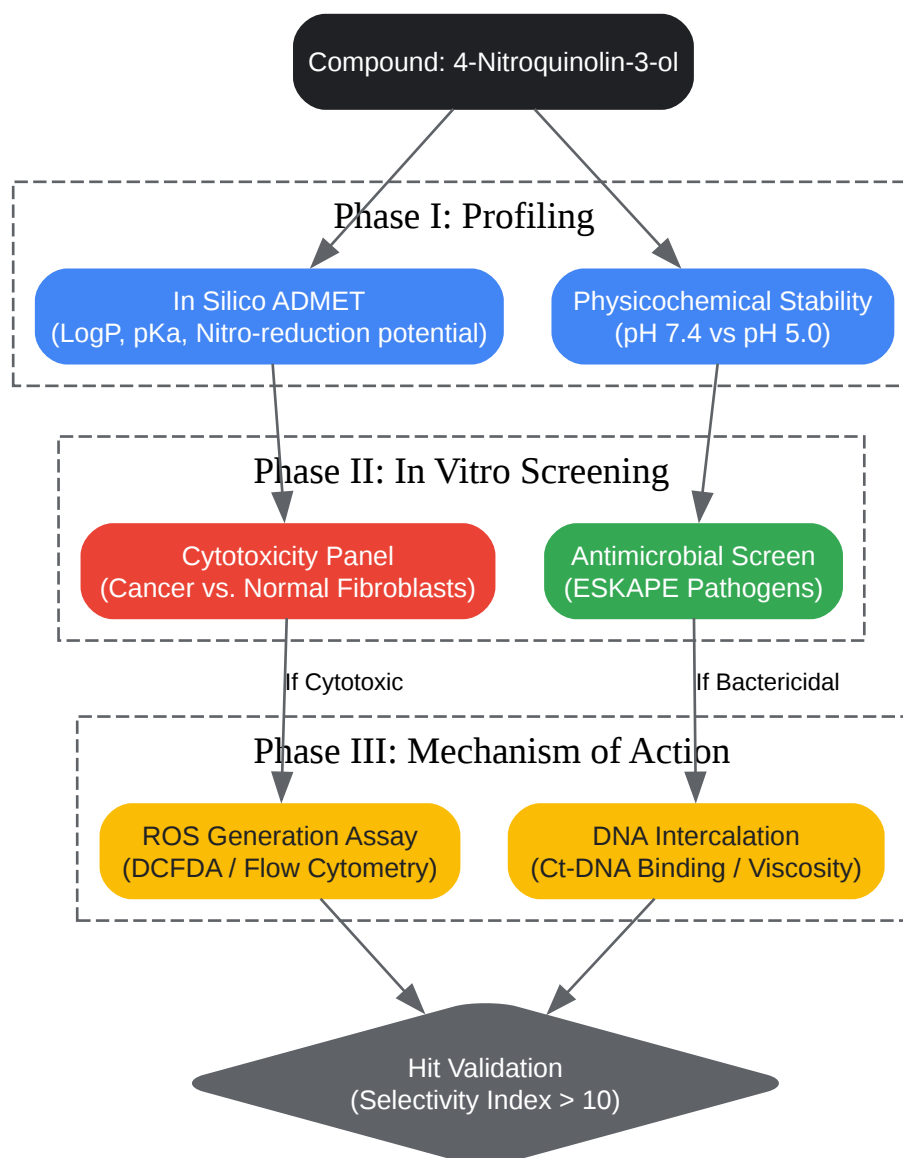 Compound: 4-Nitroquinolin-3-ol
Phase I: Profiling
In Silico ADMET
(LogP, pKa, Nitro-reduction potential)
Physicochemical Stability
(pH 7.4 vs pH 5.0)
Phase II: In Vitro Screening
Cytotoxicity Panel
(Cancer vs. Normal Fibroblasts)
Antimicrobial Screen
(ESKAPE Pathogens)
If Cytotoxic
If Bactericidal
Phase III: Mechanism of Action
ROS Generation Assay
(DCFDA / Flow Cytometry)
DNA Intercalation
(Ct-DNA Binding / Viscosity)
Hit Validation
(Selectivity Index > 10)